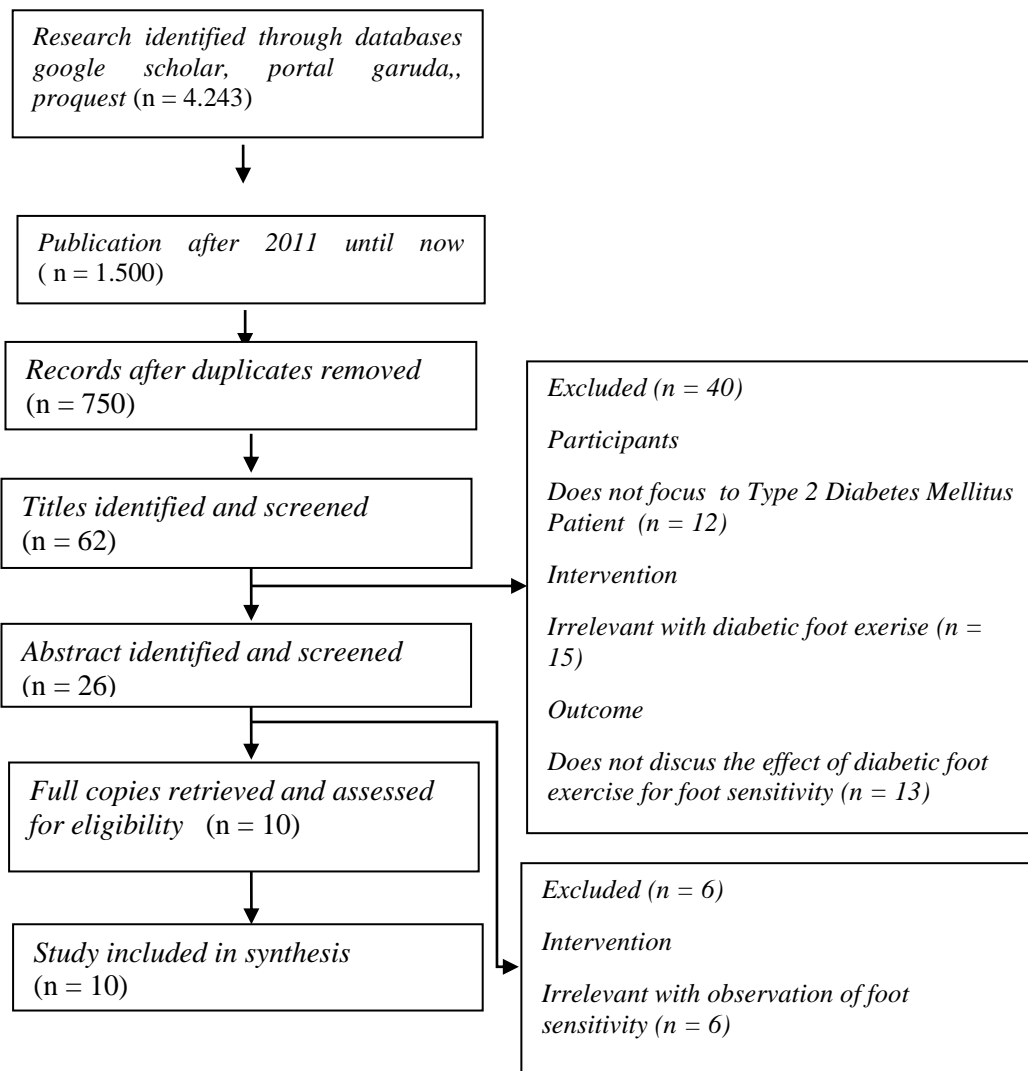 Research identified through databases
google scholar, portal garuda,,
proquest (n = 4.243)
Publication after 2011 until now
( n = 1.500)
Records after duplicates removed
(n = 750)
Titles identified and screened
(n = 62)
Abstract identified and screened
(n = 26)
Full copies retrieved and assessed
for eligibility (n = 10)
Study included in synthesis
(n = 10)
Excluded (n = 40)
Participants
Does not focus to Type 2 Diabetes Mellitus
Patient (n = 12)
Intervention
Irrelevant with diabetic foot exerise (n =
15)
Outcome
Does not discus the effect of diabetic foot
exercise for foot sensitivity (n = 13)
Excluded (n = 6)
Intervention
Irrelevant with observation of foot
sensitivity (n = 6)